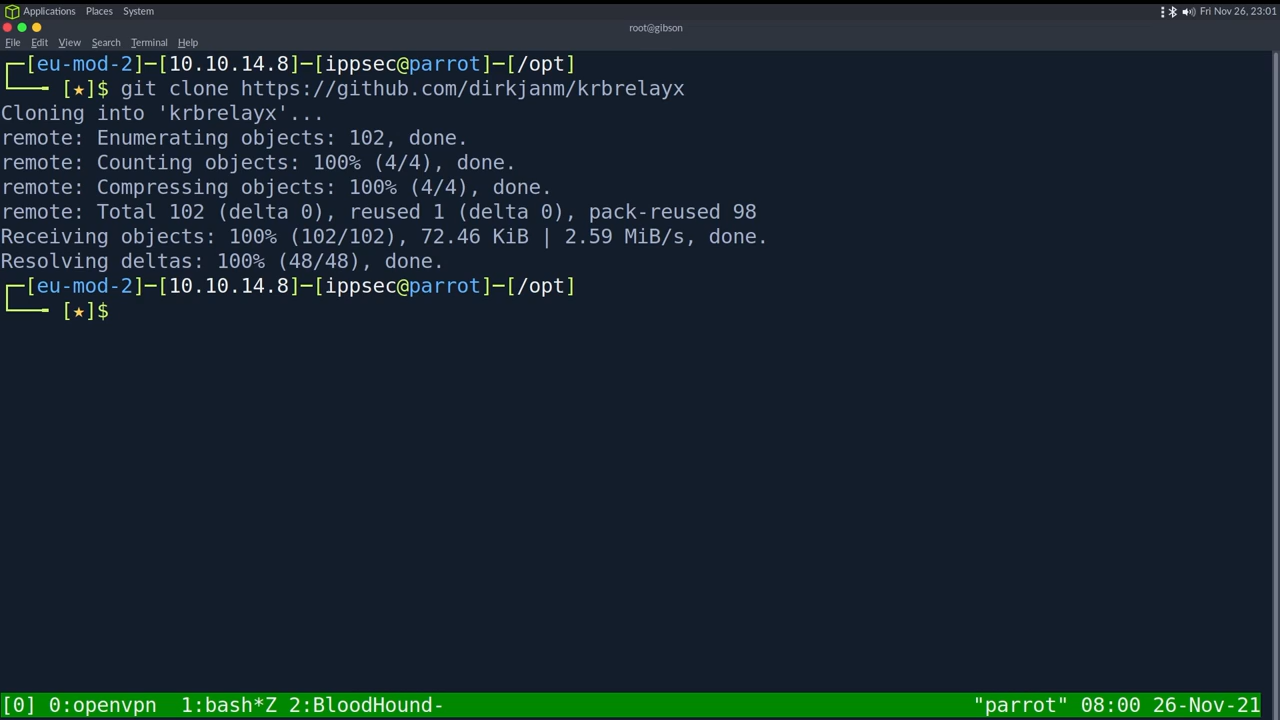 Applications Places System Fri Nov 26, 23:01
root@gibson
File Edit View Search Terminal Help
┌─[eu-mod-2]─[10.10.14.8]─[ippsec@parrot]─[/opt]
└──╼ [★]$ git clone https://github.com/dirkjanm/krbrelayx
Cloning into 'krbrelayx'...
remote: Enumerating objects: 102, done.
remote: Counting objects: 100% (4/4), done.
remote: Compressing objects: 100% (4/4), done.
remote: Total 102 (delta 0), reused 1 (delta 0), pack-reused 98
Receiving objects: 100% (102/102), 72.46 KiB | 2.59 MiB/s, done.
Resolving deltas: 100% (48/48), done.
┌─[eu-mod-2]─[10.10.14.8]─[ippsec@parrot]─[/opt]
└──╼ [★]$
[0] 0:openvpn 1:bash*Z 2:BloodHound- "parrot" 08:00 26-Nov-21